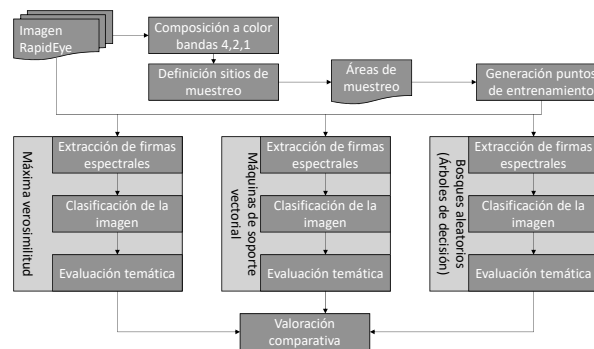 Imagen
RapidEye
Composición a color
bandas 4,2,1
Definición sitios de
muestreo
Áreas de
muestreo
Generación puntos
de entrenamiento
Máxima verosimilitud
Extracción de firmas
espectrales
Clasificación de la
imagen
Evaluación temática
Máquinas de soporte
vectorial
Extracción de firmas
espectrales
Clasificación de la
imagen
Evaluación temática
Bosques aleatorios
(Árboles de decisión)
Extracción de firmas
espectrales
Clasificación de la
imagen
Evaluación temática
Valoración
comparativa